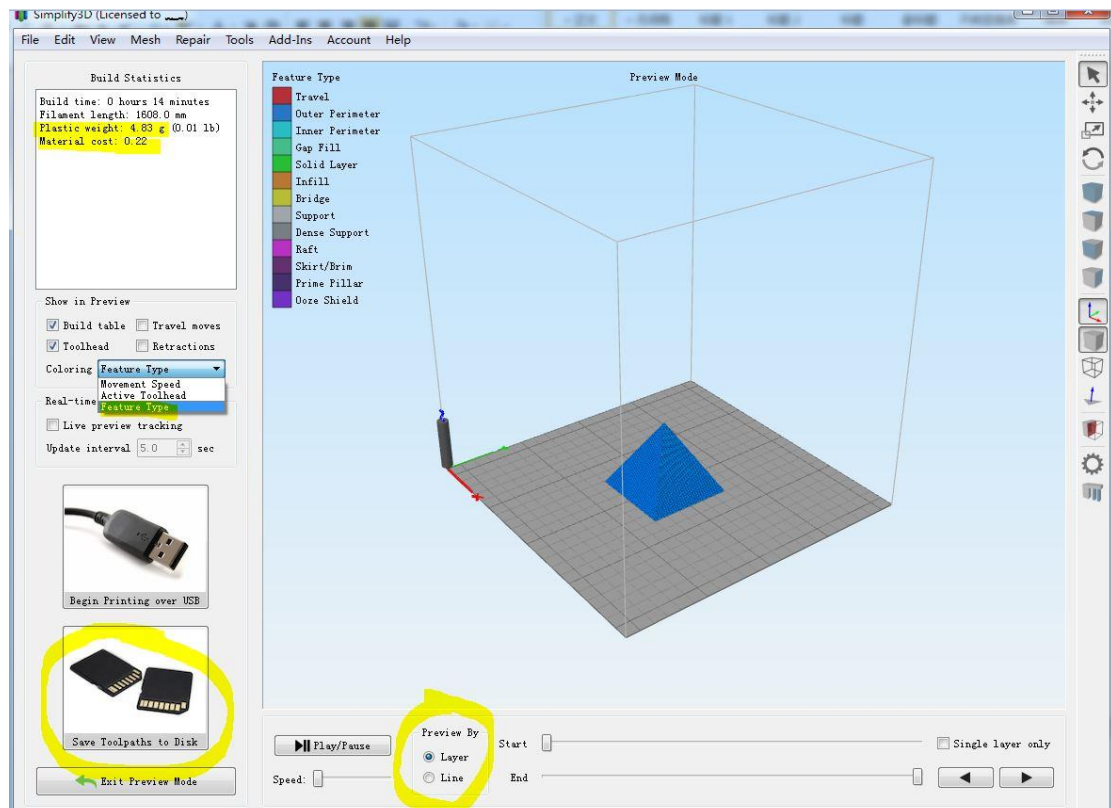 Simplify3D (Licensed to
File Edit View Mesh Repair Tools Add-Ins Account Help
Build Statistics
Build time: 0 hours 14 minutes
Filament length: 1608.0 mm
Plastic weight: 4.83 g (0.01 lb)
Material cost: 0.22
Show in Preview
Build table Travel moves
Toolhead Retractions
Coloring Feature Type
Movement Speed
Active Toolhead
Feature Type
Real-time
Live preview tracking
Update interval 5.0 sec
Begin Printing over USB
Save Toolpaths to Disk
Exit Preview Mode
Feature Type
Travel
Outer Perimeter
Inner Perimeter
Gap Fill
Solid Layer
Infill
Bridge
Support
Dense Support
Raft
Skirt/Brim
Prime Pillar
Ooze Shield
Preview Mode
Play/Pause
Speed:
Preview By
Layer
Line
Start
End
Single layer only